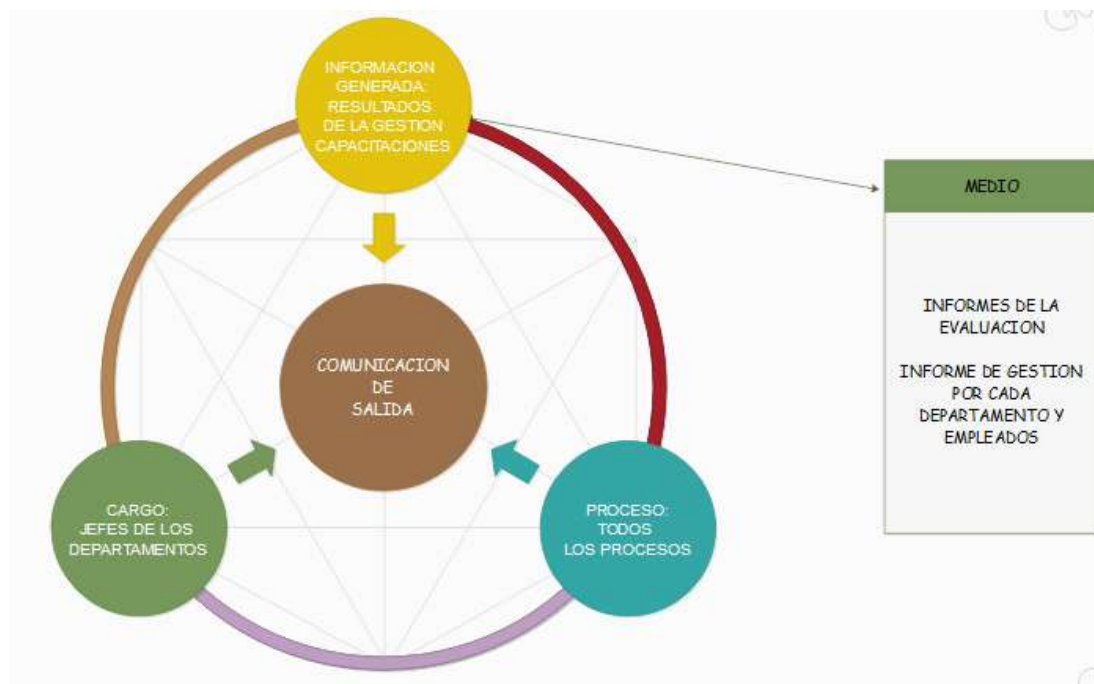 INFORMACION
GENERADA:
RESULTADOS
DE LA GESTION
CAPACITACIONES
MEDIO
INFORMES DE LA
EVALUACION
INFORME DE GESTION
POR CADA
DEPARTAMENTO Y
EMPLEADOS
COMUNICACION
DE
SALIDA
CARGO:
JEFES DE LOS
DEPARTAMENTOS
PROCESO:
TODOS
LOS PROCESOS